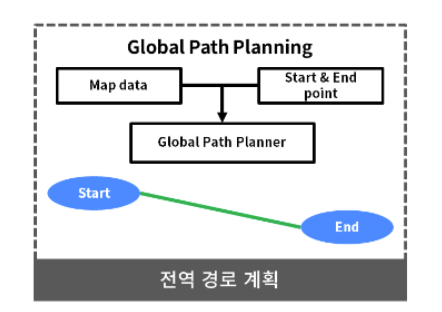 Global Path Planning
Map data
Start & End
point
Global Path Planner
Start
End
전역 경로 계획